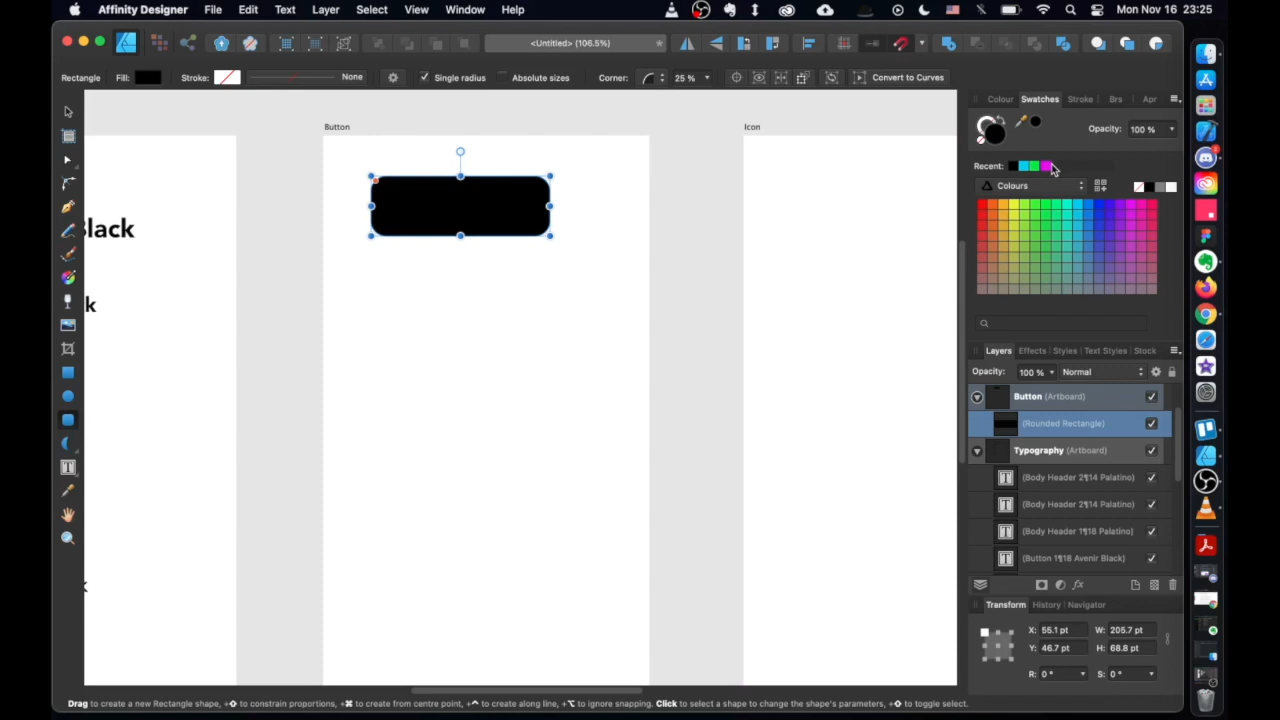 Affinity Designer File Edit Text Layer Select View Window Help Mon Nov 16 23:25
<Untitled> (106.5%)
Rectangle Fill: Stroke: None Single radius Absolute sizes Corner: 25 % Convert to Curves
Colour Swatches Stroke Brs Apr
Button
Icon
Opacity: 100 %
Recent:
Colours
Black
k
Layers Effects Styles Text Styles Stock
Opacity: 100 % Normal
Button (Artboard)
(Rounded Rectangle)
Typography (Artboard)
(Body Header 2¶14 Palatino)
(Body Header 2¶14 Palatino)
(Body Header 1¶18 Palatino)
(Button 1¶18 Avenir Black)
Transform History Navigator
X: 55.1 pt W: 205.7 pt
Y: 46.7 pt H: 68.8 pt
R: 0 ° S: 0 °
Drag to create a new Rectangle shape, +⇧ to constrain proportions, +⌘ to create from centre point, +⌃ to create along line, +⌥ to ignore snapping. Click to select a shape to change the shape's parameters, +⇧ to toggle select.